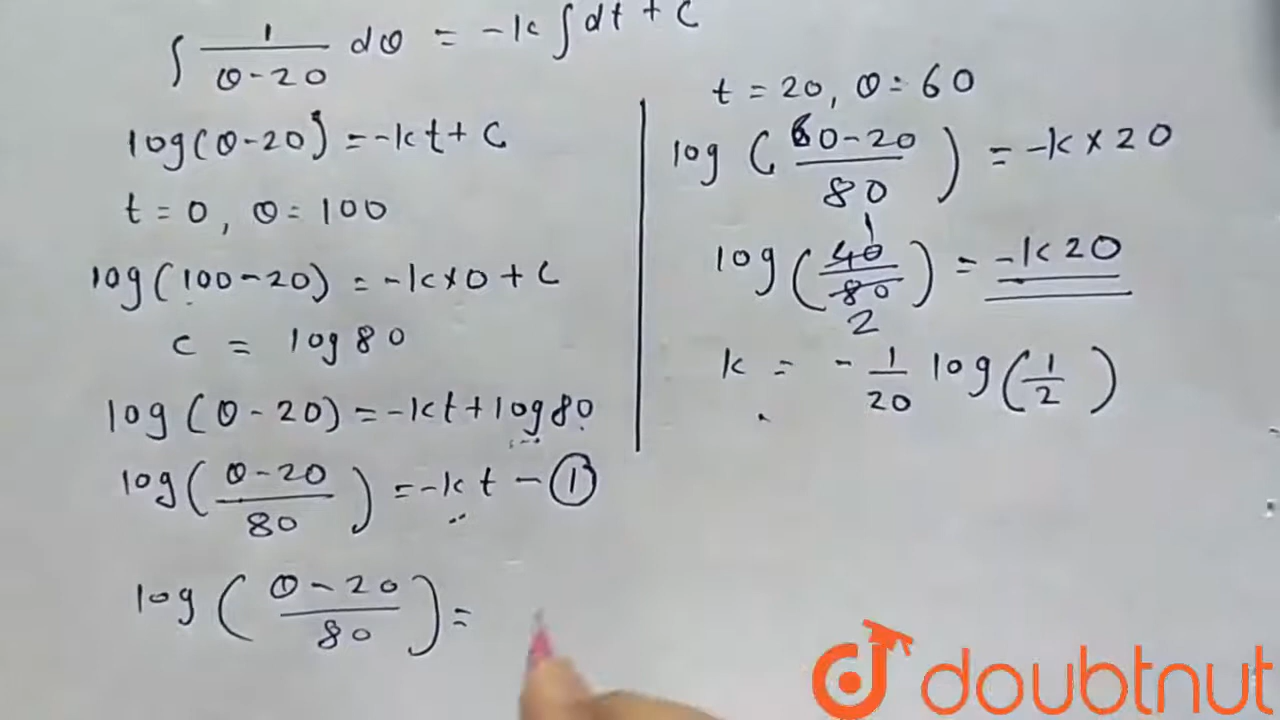 ∫ 1/(θ-20) dθ = -k ∫ dt + C
log(θ-20) = -kt + C
t = 0, θ = 100
log(100-20) = -k×0 + C
C = log 80
log(θ-20) = -kt + log 80
log((θ-20)/80) = -kt - ①
log((θ-20)/80) =
t = 20, θ = 60
log((60-20)/80) = -k×20
log(40/80) = -k20
1
2
k = -1/20 log(1/2)
doubtnut